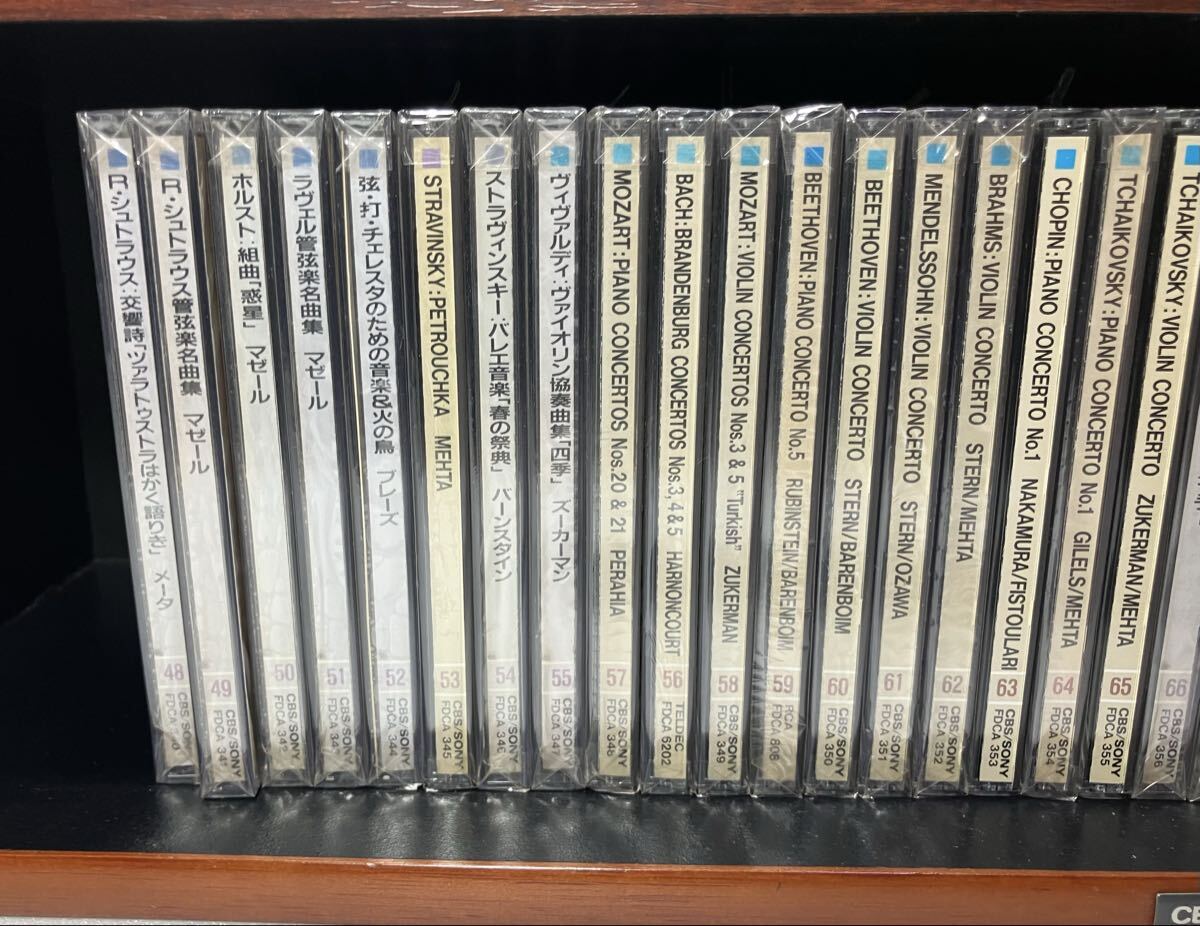 R・シュトラウス:交響詩「ツァラトゥストラはかく語りき」 メータ 48 CBS/SONY
R・シュトラウス管弦楽名曲集 マゼール 49 CBS/SONY
ホルスト:組曲「惑星」 マゼール 50 CBS/SONY
ラヴェル管弦楽名曲集 マゼール 51 CBS/SONY
弦・打・チェレスタのための音楽&火の鳥 ブレーズ 52 CBS/SONY FDCA 344
STRAVINSKY:PETROUCHKA MEHTA 53 CBS/SONY FDCA 345
ストラヴィンスキー:バレエ音楽「春の祭典」 バーンスタイン 54 CBS/SONY FDCA 346
ヴィヴァルディ:ヴァイオリン協奏曲集「四季」 ズーカーマン 55 CBS/SONY FDCA 347
MOZART:PIANO CONCERTOS Nos.20 & 21 PERAHIA 57 CBS/SONY FDCA 348
BACH:BRANDENBURG CONCERTOS Nos.3,4&5 HARNONCOURT 56 TELDEC FDCA 6202
MOZART:VIOLIN CONCERTOS Nos.3 & 5 "Turkish" ZUKERMAN 58 CBS/SONY FDCA 349
BEETHOVEN:PIANO CONCERTO No.5 RUBINSTEIN/BARENBOIM 59 RCA FDCA 808
BEETHOVEN:VIOLIN CONCERTO STERN/BARENBOIM 60 CBS/SONY FDCA 350
MENDELSSOHN:VIOLIN CONCERTO STERN/OZAWA 61 CBS/SONY FDCA 351
BRAHMS:VIOLIN CONCERTO STERN/MEHTA 62 CBS/SONY FDCA 352
CHOPIN:PIANO CONCERTO No.1 NAKAMURA/FISTOULARI 63 CBS/SONY FDCA 353
TCHAIKOVSKY:PIANO CONCERTO No.1 GILELS/MEHTA 64 CBS/SONY FDCA 354
TCHAIKOVSKY:VIOLIN CONCERTO ZUKERMAN/MEHTA 65 CBS/SONY FDCA 355
66 CBS/SONY FDCA 356